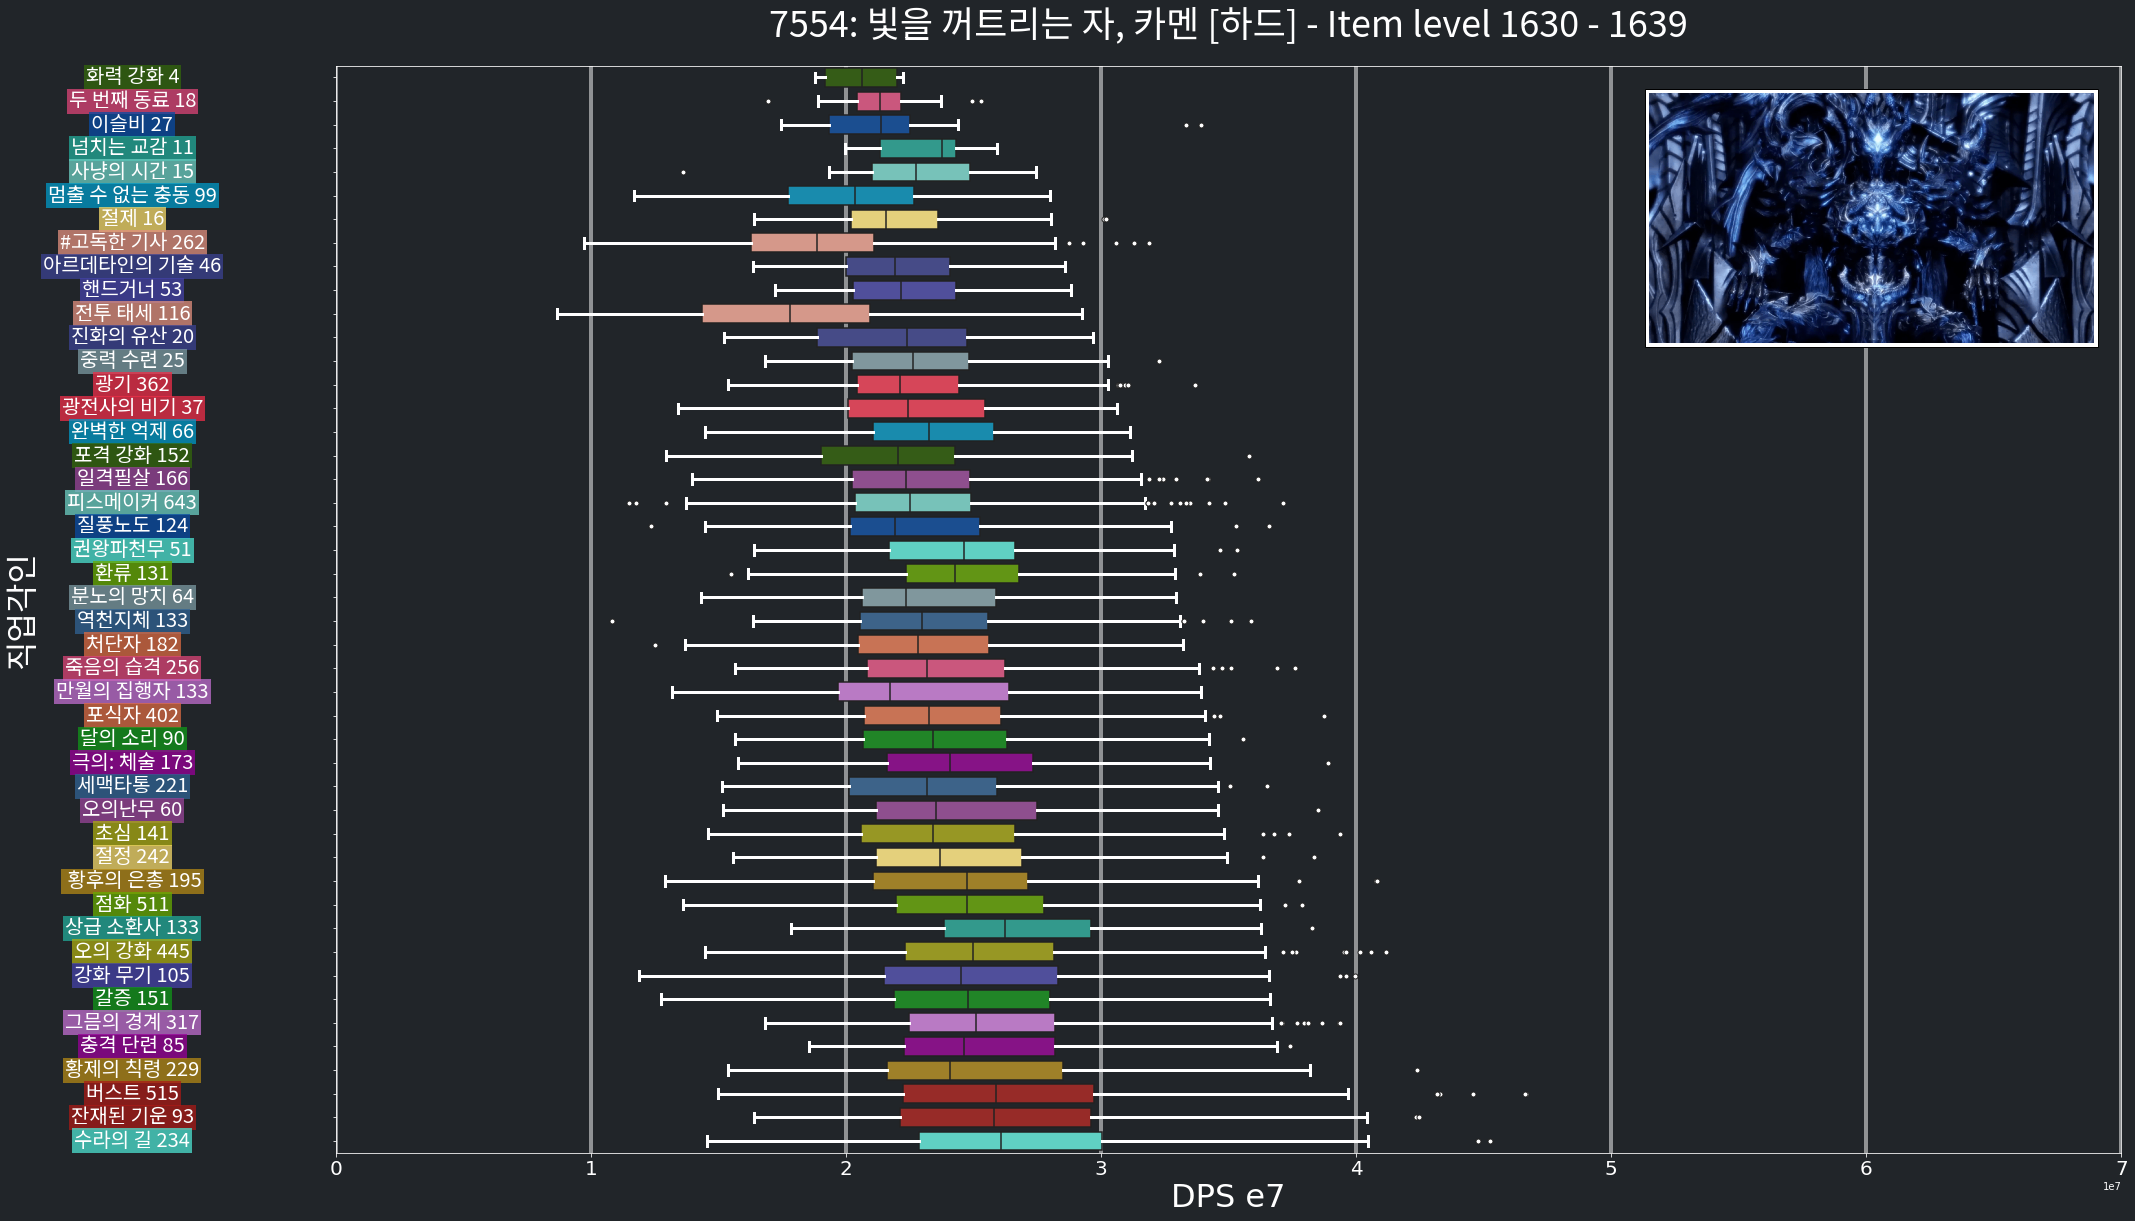 7554: 빛을 꺼트리는 자, 카멘 [하드] - Item level 1630 - 1639
화력 강화 4
두 번째 동료 18
이슬비 27
넘치는 교감 11
사냥의 시간 15
멈출 수 없는 충동 99
절제 16
#고독한 기사 262
아르데타인의 기술 46
핸드거너 53
전투 태세 116
진화의 유산 20
중력 수련 25
광기 362
광전사의 비기 37
완벽한 억제 66
포격 강화 152
일격필살 166
피스메이커 643
질풍노도 124
권왕파천무 51
환류 131
분노의 망치 64
역천지체 133
처단자 182
죽음의 습격 256
만월의 집행자 133
포식자 402
달의 소리 90
극의: 체술 173
세맥타통 221
오의난무 60
초심 141
절정 242
황후의 은총 195
점화 511
상급 소환사 133
오의 강화 445
강화 무기 105
갈증 151
그믐의 경계 317
충격 단련 85
황제의 칙령 229
버스트 515
잔재된 기운 93
수라의 길 234
직업각인
0 1 2 3 4 5 6 7
1e7
DPS e7